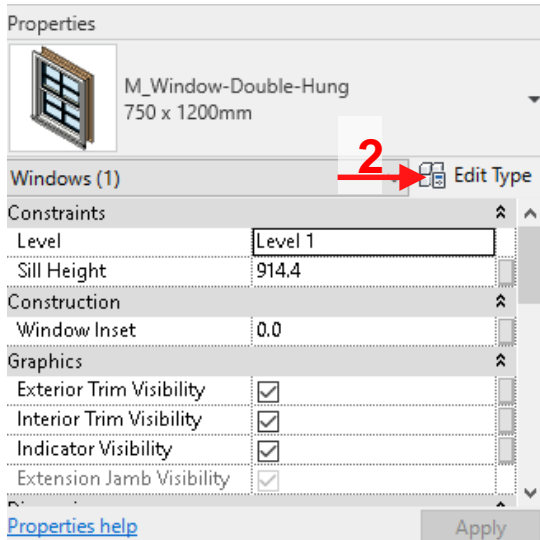 Properties
M_Window-Double-Hung
750 x 1200mm
2
Windows (1)
Edit Type
Constraints
Level Level 1
Sill Height 914.4
Construction
Window Inset 0.0
Graphics
Exterior Trim Visibility
Interior Trim Visibility
Indicator Visibility
Extension Jamb Visibility
Properties help Apply